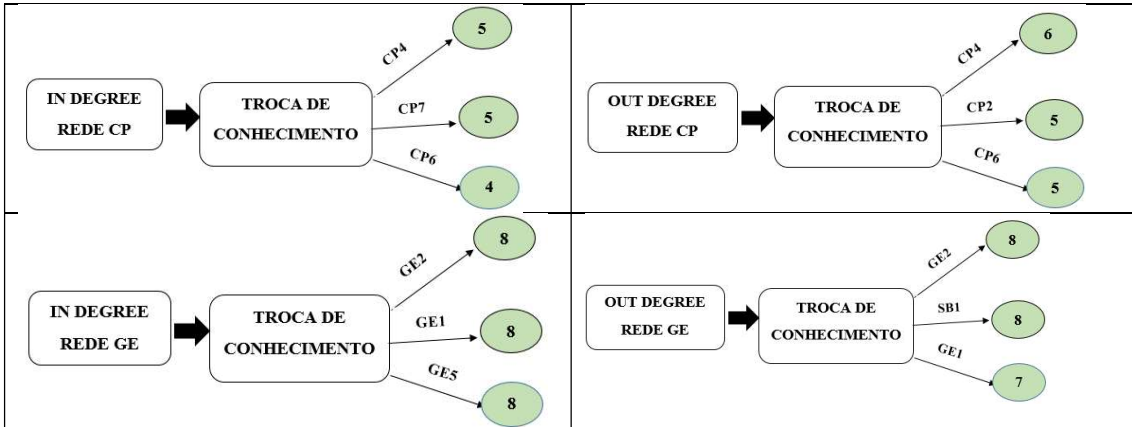 IN DEGREE
REDE CP
TROCA DE
CONHECIMENTO
CP4
5
CP7
5
CP6
4
OUT DEGREE
REDE CP
TROCA DE
CONHECIMENTO
CP4
6
CP2
5
CP6
5
IN DEGREE
REDE GE
TROCA DE
CONHECIMENTO
GE2
8
GE1
8
GE5
8
OUT DEGREE
REDE GE
TROCA DE
CONHECIMENTO
GE2
8
SB1
8
GE1
7